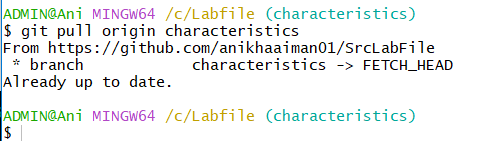 ADMIN@Ani MINGW64 /c/Labfile (characteristics)
$ git pull origin characteristics
From https://github.com/anikhaaiman01/SrcLabFile
 * branch            characteristics -> FETCH_HEAD
Already up to date.

ADMIN@Ani MINGW64 /c/Labfile (characteristics)
$